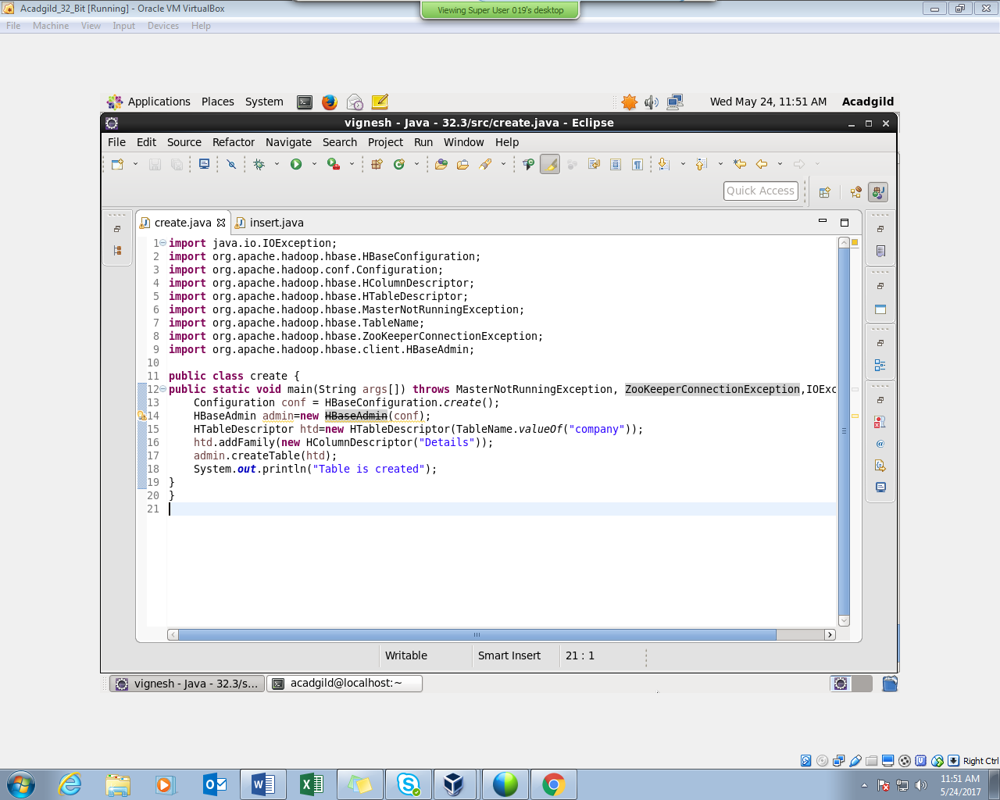 Acadgild_32_Bit [Running] - Oracle VM VirtualBox
Viewing Super User 019's desktop
File Machine View Input Devices Help
Applications Places System
Wed May 24, 11:51 AM Acadgild
vignesh - Java - 32.3/src/create.java - Eclipse
File Edit Source Refactor Navigate Search Project Run Window Help
Quick Access
create.java
insert.java
1 import java.io.IOException;
2 import org.apache.hadoop.hbase.HBaseConfiguration;
3 import org.apache.hadoop.conf.Configuration;
4 import org.apache.hadoop.hbase.HColumnDescriptor;
5 import org.apache.hadoop.hbase.HTableDescriptor;
6 import org.apache.hadoop.hbase.MasterNotRunningException;
7 import org.apache.hadoop.hbase.TableName;
8 import org.apache.hadoop.hbase.ZooKeeperConnectionException;
9 import org.apache.hadoop.hbase.client.HBaseAdmin;
10
11 public class create {
12 public static void main(String args[]) throws MasterNotRunningException, ZooKeeperConnectionException,IOExc
13 Configuration conf = HBaseConfiguration.create();
14 HBaseAdmin admin=new HBaseAdmin(conf);
15 HTableDescriptor htd=new HTableDescriptor(TableName.valueOf("company"));
16 htd.addFamily(new HColumnDescriptor("Details"));
17 admin.createTable(htd);
18 System.out.println("Table is created");
19 }
20 }
21
Writable Smart Insert 21 : 1
vignesh - Java - 32.3/s... acadgild@localhost:~
Right Ctrl
11:51 AM
5/24/2017